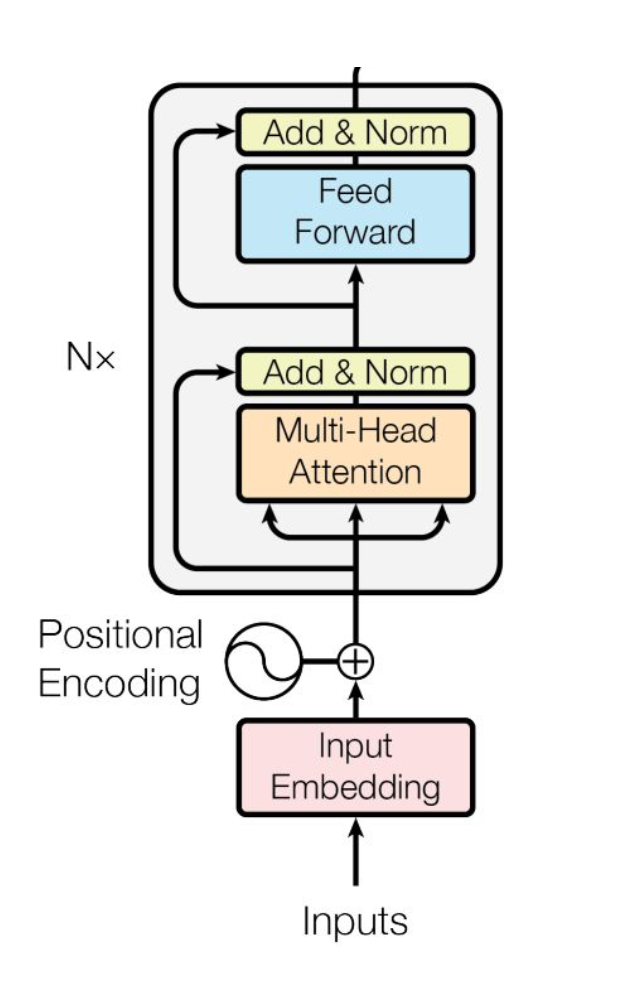 Add & Norm
Feed
Forward
Nx
Add & Norm
Multi-Head
Attention
Positional
Encoding
Input
Embedding
Inputs